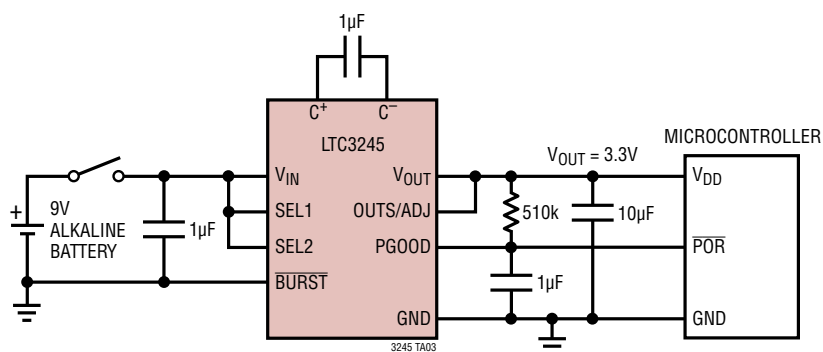 1µF
C+ C–
LTC3245
MICROCONTROLLER
VOUT = 3.3V
VIN
VOUT
VDD
+
9V
ALKALINE
BATTERY
1µF
SEL1
OUTS/ADJ
510k
10µF
SEL2
PGOOD
POR
BURST
1µF
GND
GND
3245 TA03